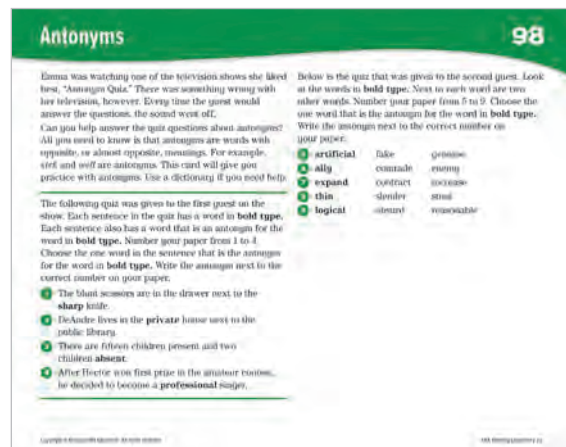 Antonyms
98
Emma was watching one of the television shows she liked
best, "Antonym Quiz." There was something wrong with
her television, however. Every time the guest would
answer the questions, the sound went off.
Can you help answer the quiz questions about antonyms?
All you need to know is that antonyms are words with
opposite, or almost opposite, meanings. For example,
sick and well are antonyms. This card will give you
practice with antonyms. Use a dictionary if you need help.
The following quiz was given to the first guest on the
show. Each sentence in the quiz has a word in bold type.
Each sentence also has a word that is an antonym for the
word in bold type. Number your paper from 1 to 4.
Choose the one word in the sentence that is the antonym
for the word in bold type. Write the antonym next to the
correct number on your paper.
1 The blunt scissors are in the drawer next to the
sharp knife.
2 DeAndre lives in the private house next to the
public library.
3 There are fifteen children present and two
children absent.
4 After Hector won first prize in the amateur contest,
he decided to become a professional singer.
Below is the quiz that was given to the second guest. Look
at the words in bold type. Next to each word are two
other words. Number your paper from 5 to 9. Choose the
one word that is the antonym for the word in bold type.
Write the antonym next to the correct number on
your paper.
5 artificial fake genuine
6 ally comrade enemy
7 expand contract increase
8 thin slender stout
9 logical absurd reasonable